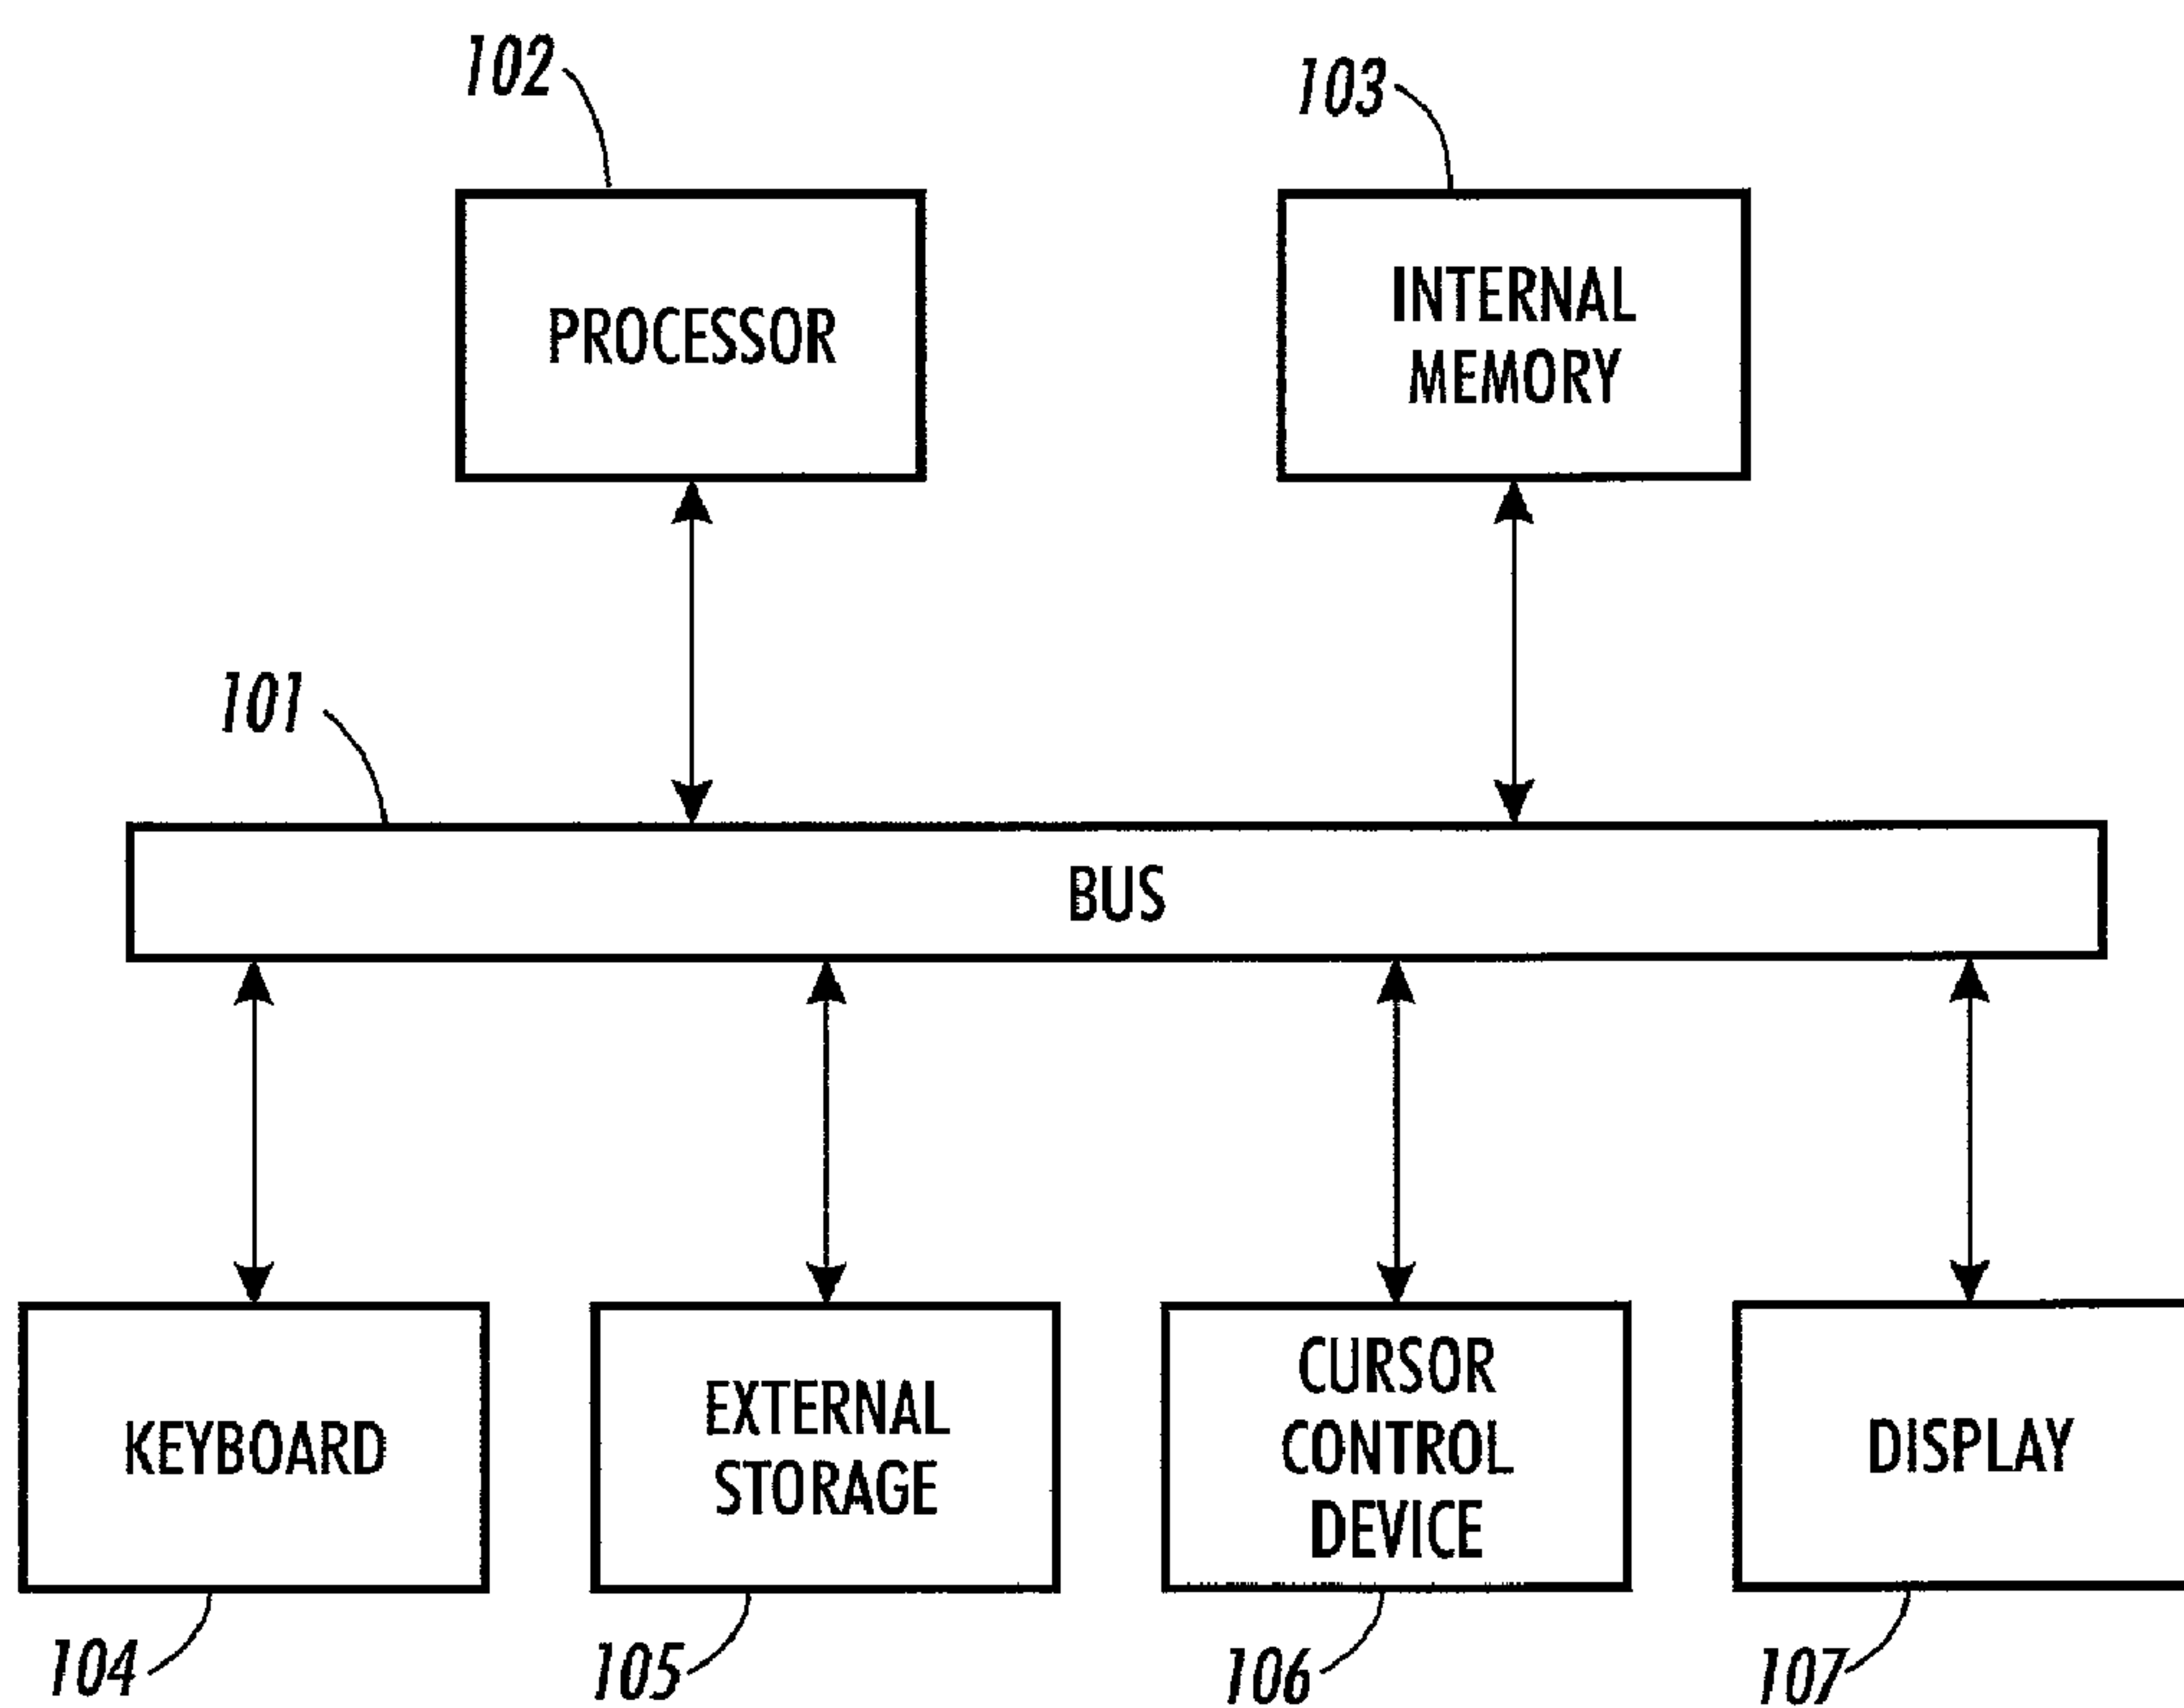 102
103
PROCESSOR
INTERNAL
MEMORY
101
BUS
KEYBOARD
EXTERNAL
STORAGE
CURSOR
CONTROL
DEVICE
DISPLAY
104
105
106
107